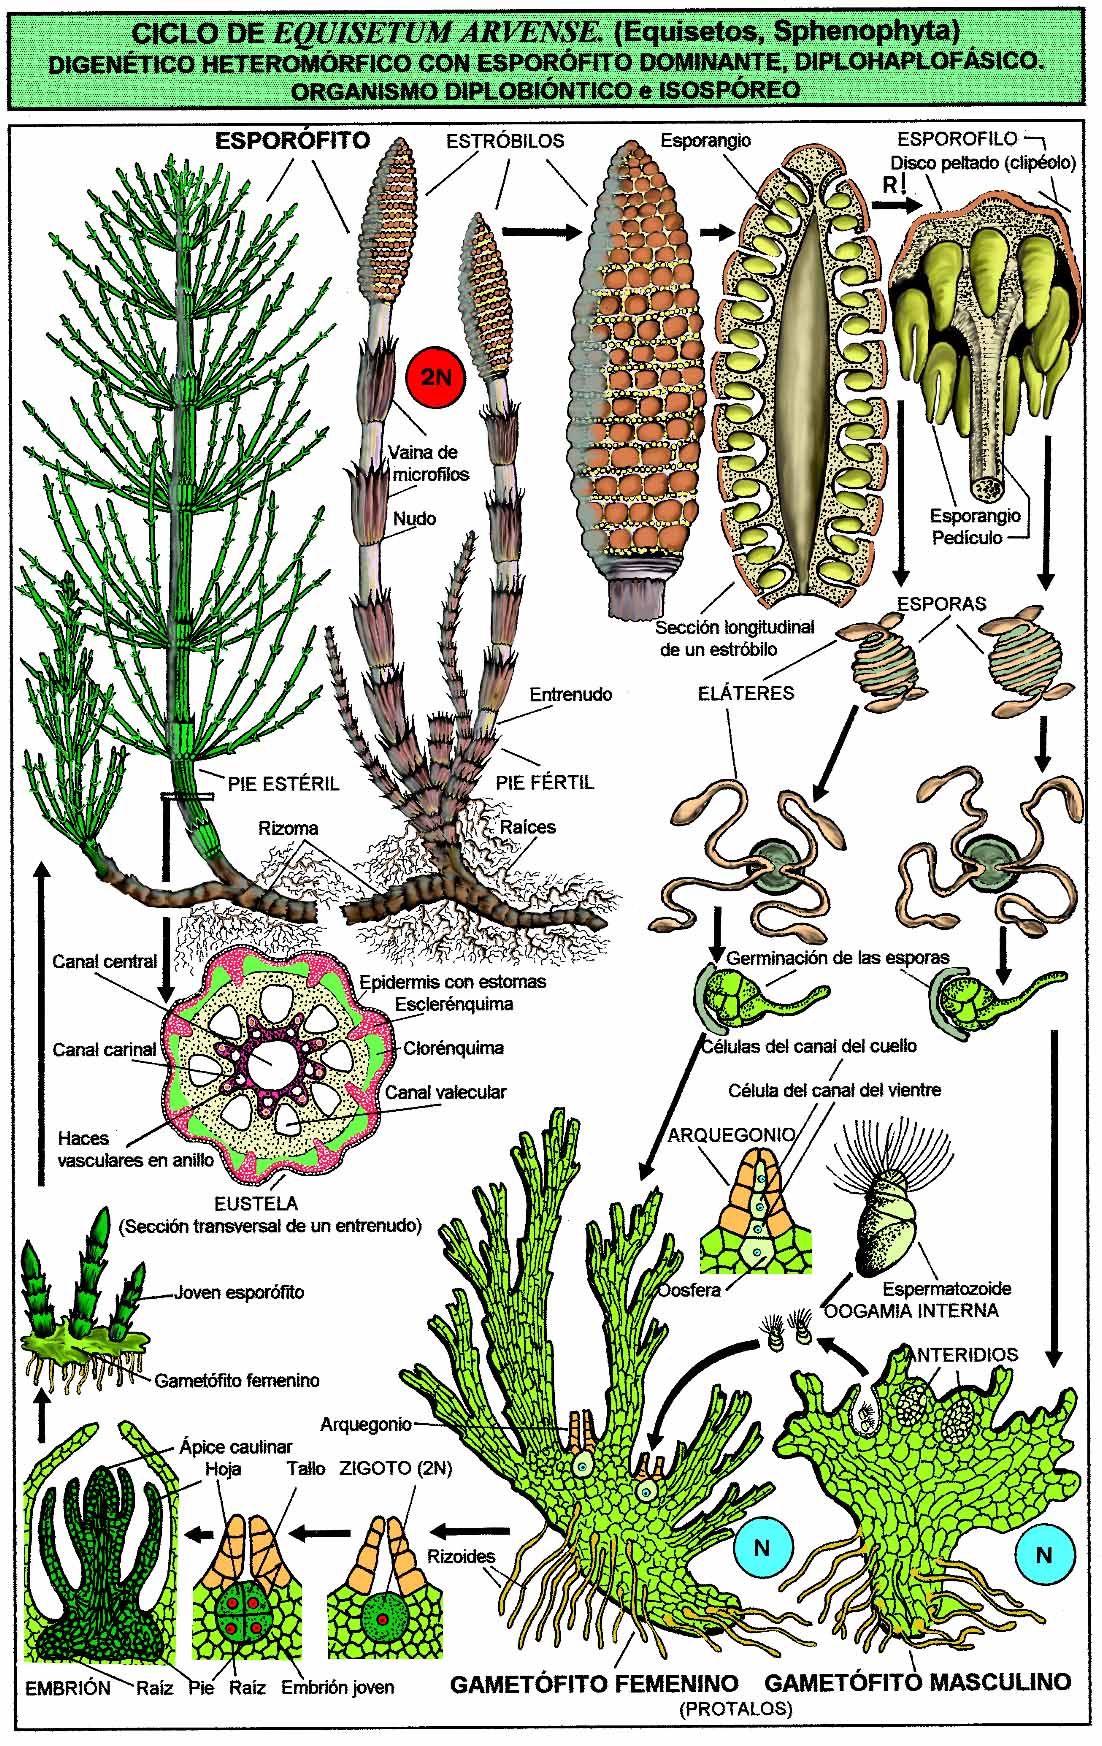 CICLO DE EQUISETUM ARVENSE. (Equisetos, Sphenophyta)
DIGENÉTICO HETEROMÓRFICO CON ESPORÓFITO DOMINANTE, DIPLOHAPLOFÁSICO.
ORGANISMO DIPLOBIÓNTICO e ISOSPÓREO
ESPORÓFITO
ESTRÓBILOS
Esporangio
ESPOROFILO
Disco peltado (clipéolo)
R!
2N
Vaina de
microfilos
Nudo
Esporangio
Pedículo
ESPORAS
Sección longitudinal
de un estróbilo
ELÁTERES
Entrenudo
PIE ESTÉRIL
PIE FÉRTIL
Rizoma
Raíces
Canal central
Epidermis con estomas
Esclerénquima
Germinación de las esporas
Canal carinal
Clorénquima
Células del canal del cuello
Canal valecular
Célula del canal del vientre
Haces
vasculares en anillo
ARQUEGONIO
EUSTELA
(Sección transversal de un entrenudo)
Joven esporófito
Oosfera
Espermatozoide
OOGAMIA INTERNA
Gametófito femenino
ANTERIDIOS
Arquegonio
Ápice caulinar
Hoja
Tallo
ZIGOTO (2N)
Rizoides
N
N
EMBRIÓN
Raíz
Pie
Raíz
Embrión joven
GAMETÓFITO FEMENINO
GAMETÓFITO MASCULINO
(PROTALOS)